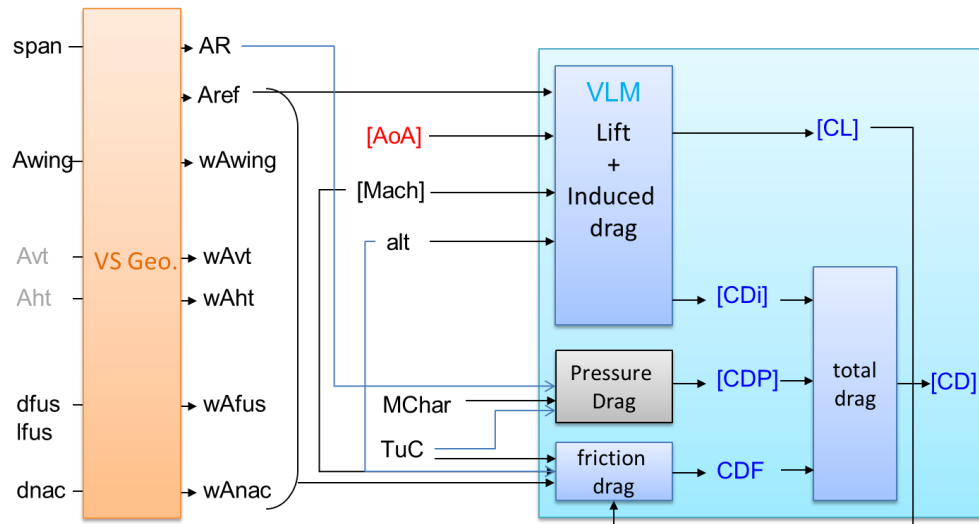 span
Awing
Avt
Aht
dfus
lfus
dnac
VS Geo.
AR
Aref
wAwing
wAvt
wAht
wAfus
wAnac
[AoA]
[Mach]
alt
MChar
TuC
VLM
Lift
+
Induced
drag
Pressure
Drag
friction
drag
[CL]
[CDi]
[CDP]
CDF
total
drag
[CD]